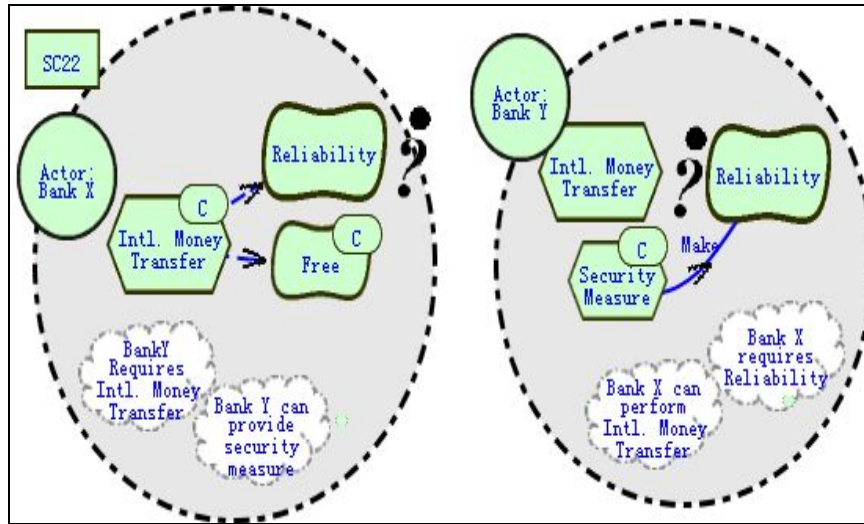 SC22
Actor:
Bank X
Reliability
?
C
Intl. Money
Transfer
C
Free
BankY
Requires
Intl. Money
Transfer
Bank Y can
provide
security
measure
Actor:
Bank Y
Intl. Money
Transfer
?
Reliability
C
Make
Security
Measure
Bank X
requires
Reliability
Bank X can
perform
Intl. Money
Transfer